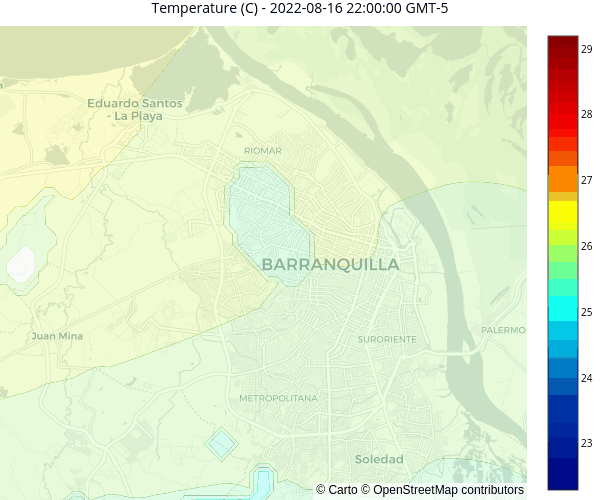 Temperature (C) - 2022-08-16 22:00:00 GMT-5
29
Eduardo Santos
- La Playa
28
RIOMAR
27
26
BARRANQUILLA
25
Juan Mina
SURORIENTE
PALERMO
24
METROPOLITANA
23
Soledad
© Carto © OpenStreetMap contributors